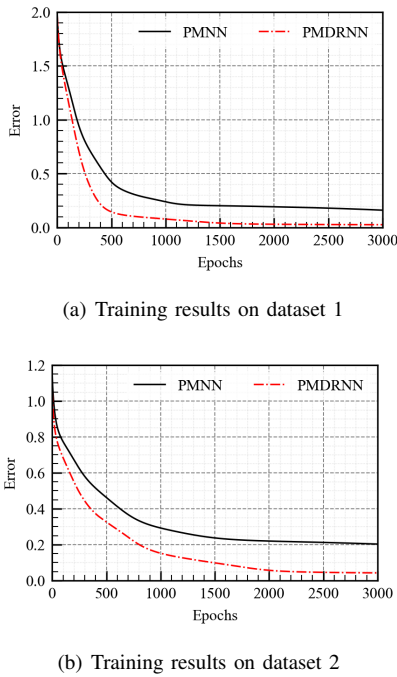 2.0
1.5
1.0
0.5
0.0
Error
PMNN
PMDRNN
0 500 1000 1500 2000 2500 3000
Epochs
(a) Training results on dataset 1
1.2
1.0
0.8
0.6
0.4
0.2
0.0
Error
PMNN
PMDRNN
0 500 1000 1500 2000 2500 3000
Epochs
(b) Training results on dataset 2